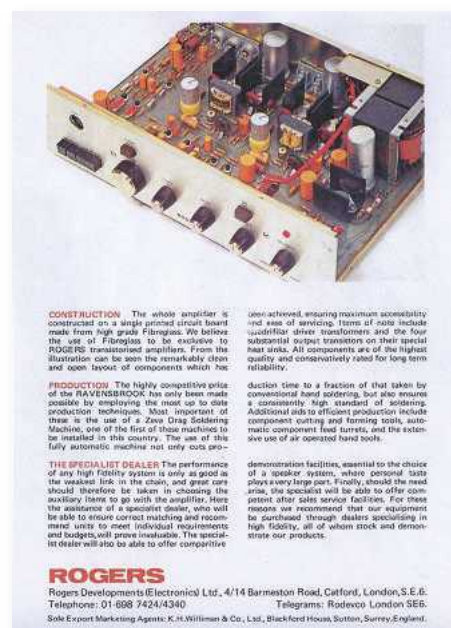 CONSTRUCTION The whole amplifier is
constructed on a single printed circuit board
made from high grade Fibreglass. We believe
the use of Fibreglass to be exclusive to
ROGERS transistorised amplifiers. From the
illustration can be seen the remarkably clean
and open layout of components which has
been achieved, ensuring maximum accessibility
and ease of servicing. Items of note include
quadrifilar driver transformers and the four
substantial output transistors on their special
heat sinks. All components are of the highest
quality and conservatively rated for long term
reliability.
PRODUCTION The highly competitive price
of the RAVENSBROOK has only been made
possible by employing the most up to date
production techniques. Most important of
these is the use of a Zeva Drag Soldering
Machine, one of the first of these machines to
be installed in this country. The use of this
fully automatic machine not only cuts pro-
duction time to a fraction of that taken by
conventional hand soldering, but also ensures
a consistently high standard of soldering.
Additional aids to efficient production include
component cutting and forming tools, auto-
matic component feed turrets, and the exten-
sive use of air operated hand tools.
THE SPECIALIST DEALER The performance
of any high fidelity system is only as good as
the weakest link in the chain, and great care
should therefore be taken in choosing the
auxiliary items to go with the amplifier. Here
the assistance of a specialist dealer, who will
be able to ensure correct matching and recom-
mend units to meet individual requirements
and budgets, will prove invaluable. The special-
ist dealer will also be able to offer comparitive
demonstration facilities, essential to the choice
of a speaker system, where personal taste
plays a very large part. Finally, should the need
arise, the specialist will be able to offer com-
petent after sales service facilities. For these
reasons we recommend that our equipment
be purchased through dealers specialising in
high fidelity, all of whom stock and demon-
strate our products.
ROGERS
Rogers Developments (Electronics) Ltd., 4/14 Barmeston Road, Catford, London, S.E.6.
Telephone: 01-698 7424/4340 Telegrams: Rodevco London SE6.
Sole Export Marketing Agents: K.H. Williman & Co., Ltd., Blackford House, Sutton, Surrey, England.